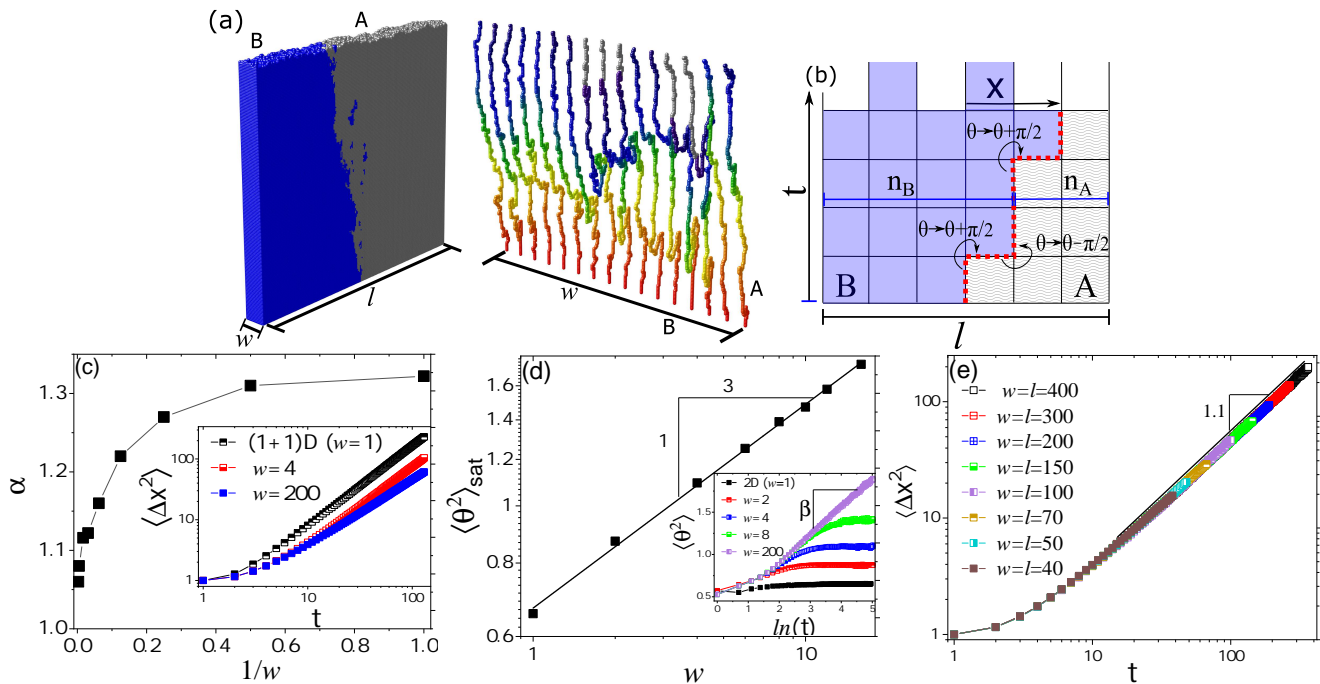 (a)
B
A
w
l
w
B
A
(b)
X
θ→θ+π/2
t
n_B
n_A
θ→θ+π/2
θ→θ−π/2
B
A
l
(c)
α
1.3
1.2
1.1
1.0
0.0
0.2
0.4
0.6
0.8
1.0
1/w
(1+1)D (w=1)
w=4
w=200
⟨Δx²⟩
100
10
1
1
10
100
t
(d)
⟨θ²⟩sat
1.6
1.4
1.2
1
0.8
0.6
1
10
w
3
1
2D (w=1)
w=2
w=4
w=8
w=200
β
⟨θ²⟩
2.0
1.5
1.0
0.5
0
1
2
3
4
5
ln(t)
(e)
w=l=400
w=l=300
w=l=200
w=l=150
w=l=100
w=l=70
w=l=50
w=l=40
1.1
⟨Δx²⟩
100
10
1
1
10
100
t